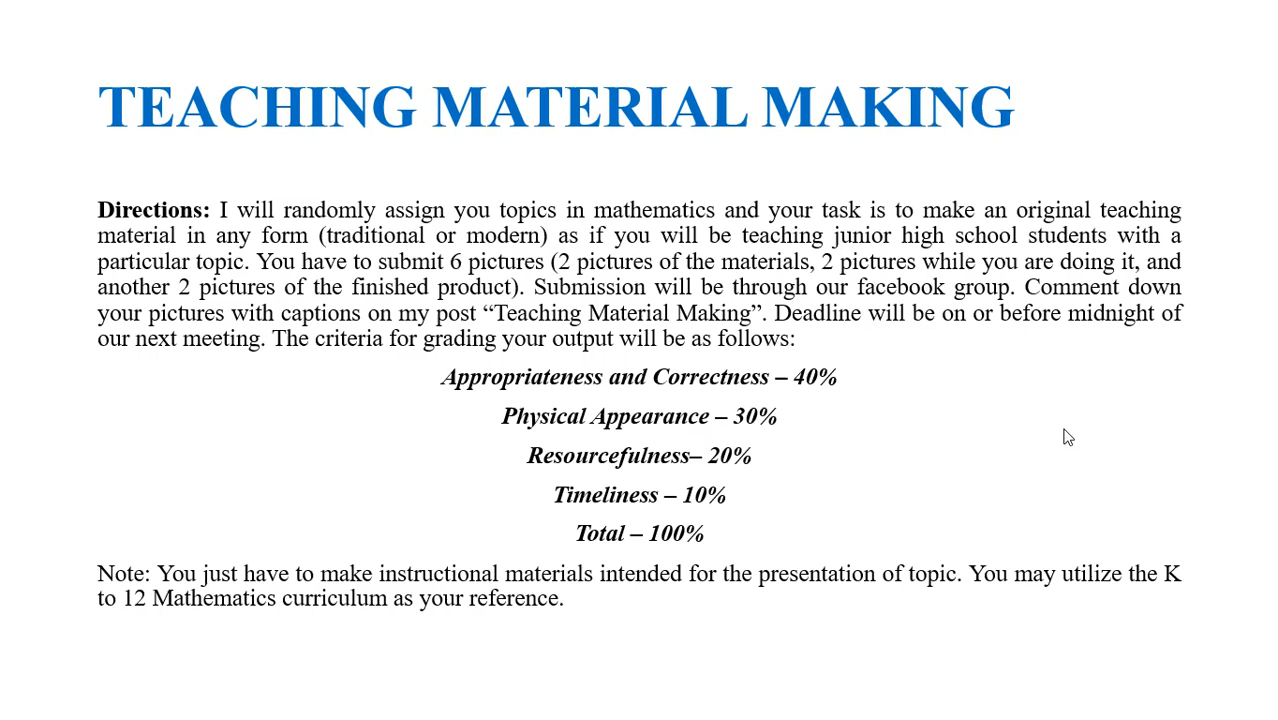 TEACHING MATERIAL MAKING
Directions: I will randomly assign you topics in mathematics and your task is to make an original teaching
material in any form (traditional or modern) as if you will be teaching junior high school students with a
particular topic. You have to submit 6 pictures (2 pictures of the materials, 2 pictures while you are doing it, and
another 2 pictures of the finished product). Submission will be through our facebook group. Comment down
your pictures with captions on my post “Teaching Material Making”. Deadline will be on or before midnight of
our next meeting. The criteria for grading your output will be as follows:
Appropriateness and Correctness – 40%
Physical Appearance – 30%
Resourcefulness– 20%
Timeliness – 10%
Total – 100%
Note: You just have to make instructional materials intended for the presentation of topic. You may utilize the K
to 12 Mathematics curriculum as your reference.